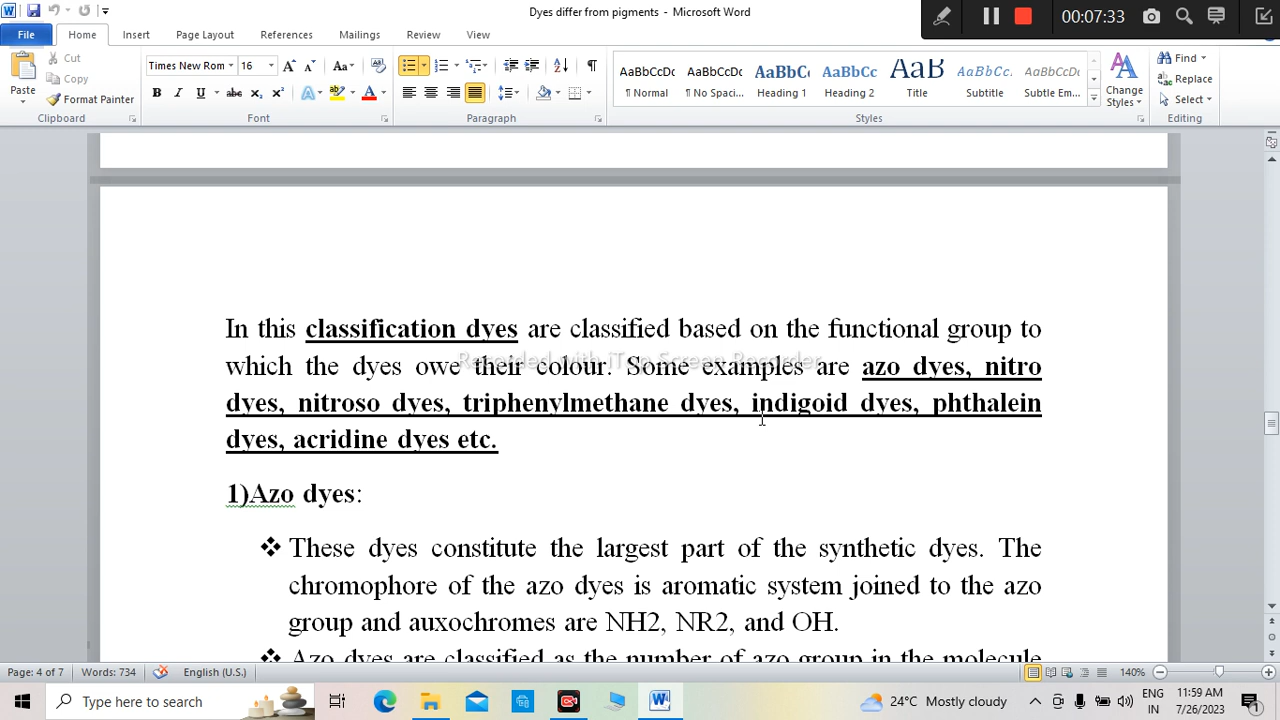 Dyes differ from pigments - Microsoft Word
00:07:33
File Home Insert Page Layout References Mailings Review View
Cut
Copy
Format Painter
Paste
Clipboard
Times New Rom 16
Font
Paragraph
AaBbCcDc AaBbCcDc AaBbCc AaBbCc AaB AaBbCcL AaBbCcDc
¶ Normal ¶ No Spaci... Heading 1 Heading 2 Title Subtitle Subtle Em...
Change Styles
Styles
Find
Replace
Select
Editing
In this classification dyes are classified based on the functional group to
which the dyes owe their colour. Some examples are azo dyes, nitro
Recorded with iTop Screen Recorder
dyes, nitroso dyes, triphenylmethane dyes, indigoid dyes, phthalein
dyes, acridine dyes etc.
1)Azo dyes:
❖ These dyes constitute the largest part of the synthetic dyes. The
chromophore of the azo dyes is aromatic system joined to the azo
group and auxochromes are NH2, NR2, and OH.
❖ Azo dyes are classified as the number of azo group in the molecule
Page: 4 of 7 Words: 734 English (U.S.) 140%
Type here to search
24°C Mostly cloudy
ENG
IN
11:59 AM
7/26/2023